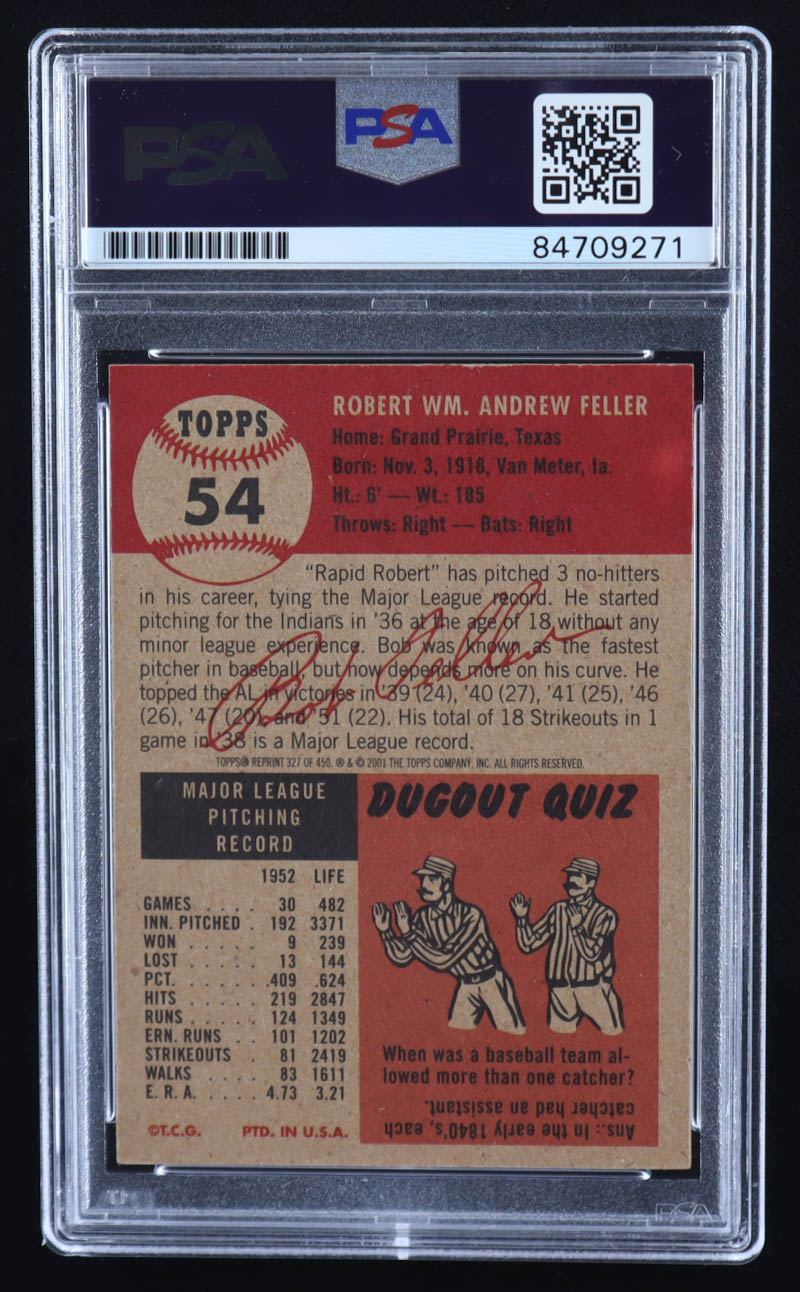 PSA
PSA
84709271
TOPPS
54
ROBERT WM. ANDREW FELLER
Home: Grand Prairie, Texas
Born: Nov. 3, 1918, Van Meter, Ia.
Ht.: 6' — Wt.: 185
Throws: Right — Bats: Right
"Rapid Robert" has pitched 3 no-hitters
in his career, tying the Major League record. He started
pitching for the Indians in '36 at the age of 18 without any
minor league experience. Bob was known as the fastest
pitcher in baseball, but now depends more on his curve. He
topped the AL in victories in '39 (24), '40 (27), '41 (25), '46
(26), '47 (20), and '51 (22). His total of 18 Strikeouts in 1
game in '38 is a Major League record.
Bob Feller
TOPPS® REPRINT 327 OF 450. ® & © 2001 THE TOPPS COMPANY, INC. ALL RIGHTS RESERVED.
MAJOR LEAGUE
PITCHING
RECORD
1952 LIFE
GAMES . . . . 30 482
INN. PITCHED . 192 3371
WON . . . . . 9 239
LOST . . . . . 13 144
PCT. . . . . . .409 .624
HITS . . . . . 219 2847
RUNS . . . . . 124 1349
ERN. RUNS . . 101 1202
STRIKEOUTS . 81 2419
WALKS . . . . 83 1611
E. R. A. . . . . 4.73 3.21
©T.C.G. PTD. IN U.S.A.
DUGOUT QUIZ
When was a baseball team al-
lowed more than one catcher?
Ans.: In the early 1840's, each
catcher had an assistant.
PSA